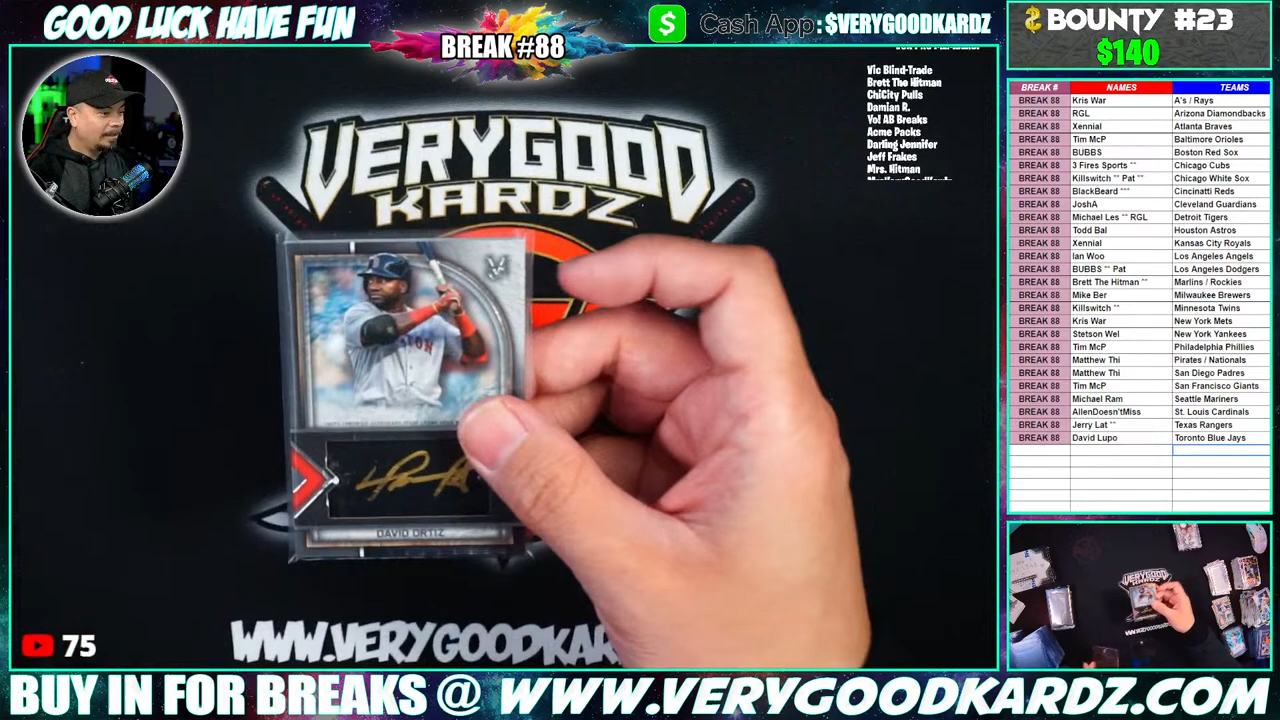 GOOD LUCK HAVE FUN
BREAK #88
Cash App: $VERYGOODKARDZ
$ BOUNTY #23
$140
Vic Blind-Trade
Brett The Hitman
ChiCity Pulls
Damian R.
Yo! AB Breaks
Acme Packs
Darling Jennifer
Jeff Frakes
Mrs. Hitman
VERYGOOD
KARDZ
DAVID ORTIZ
WWW.VERYGOODKAR
75
BREAK # NAMES TEAMS
BREAK 88 Kris War A's / Rays
BREAK 88 RGL Arizona Diamondbacks
BREAK 88 Xennial Atlanta Braves
BREAK 88 Tim McP Baltimore Orioles
BREAK 88 BUBBS Boston Red Sox
BREAK 88 3 Fires Sports ** Chicago Cubs
BREAK 88 Killswitch ** Pat ** Chicago White Sox
BREAK 88 BlackBeard *** Cincinatti Reds
BREAK 88 JoshA Cleveland Guardians
BREAK 88 Michael Les ** RGL Detroit Tigers
BREAK 88 Todd Bal Houston Astros
BREAK 88 Xennial Kansas City Royals
BREAK 88 Ian Woo Los Angeles Angels
BREAK 88 BUBBS ** Pat Los Angeles Dodgers
BREAK 88 Brett The Hitman ** Marlins / Rockies
BREAK 88 Mike Ber Milwaukee Brewers
BREAK 88 Killswitch ** Minnesota Twins
BREAK 88 Kris War New York Mets
BREAK 88 Stetson Wel New York Yankees
BREAK 88 Tim McP Philadelphia Phillies
BREAK 88 Matthew Thi Pirates / Nationals
BREAK 88 Matthew Thi San Diego Padres
BREAK 88 Tim McP San Francisco Giants
BREAK 88 Michael Ram Seattle Mariners
BREAK 88 AllenDoesn'tMiss St. Louis Cardinals
BREAK 88 Jerry Lat ** Texas Rangers
BREAK 88 David Lupo Toronto Blue Jays
VERYGOOD
KARDZ
BUY IN FOR BREAKS @ WWW.VERYGOODKARDZ.COM